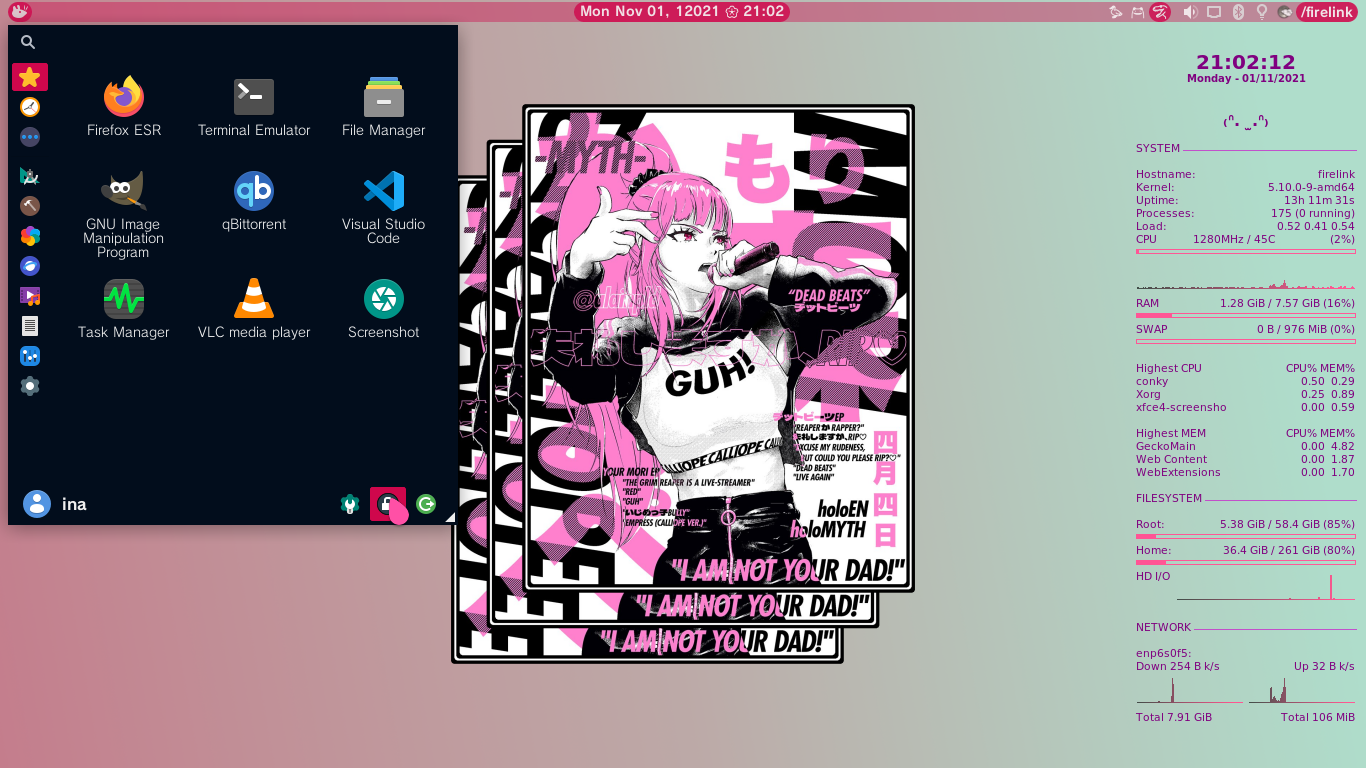 Mon Nov 01, 12021 21:02
/firelink
Firefox ESR
Terminal Emulator
File Manager
GNU Image
Manipulation
Program
qBittorrent
Visual Studio
Code
Task Manager
VLC media player
Screenshot
ina
-MYTH-
もり
"DEAD BEATS"
デッドビーツ
GUH!
CALLIOPE CALLIOPE CALL
デッドビーツEP
"REAPER か RAPPER?"
失礼しますが、RIP♡
"EXCUSE MY RUDENESS,
BUT COULD YOU PLEASE RIP?♡"
"DEAD BEATS"
"LIVE AGAIN"
YOUR MORI EP
"THE GRIM REAPER IS A LIVE-STREAMER"
"RED"
"GUH"
"いじめっ子BULLY"
EMPRESS (CALLIOPE VER.)"
四月四日
holoEN
holoMYTH
"I AM NOT YOUR DAD!"
"I AM NOT YOUR DAD!"
"I AM NOT YOUR DAD!"
21:02:12
Monday - 01/11/2021
SYSTEM
Hostname: firelink
Kernel: 5.10.0-9-amd64
Uptime: 13h 11m 31s
Processes: 175 (0 running)
Load: 0.52 0.41 0.54
CPU 1280MHz / 45C (2%)
RAM 1.28 GiB / 7.57 GiB (16%)
SWAP 0 B / 976 MiB (0%)
Highest CPU CPU% MEM%
conky 0.50 0.89
Xorg 0.25 0.89
xfce4-screensho 0.00 0.59
Highest MEM CPU% MEM%
GeckoMain 0.00 4.82
Web Content 0.00 1.87
WebExtensions 0.00 1.70
FILESYSTEM
Root: 5.38 GiB / 58.4 GiB (85%)
Home: 36.4 GiB / 261 GiB (80%)
HD I/O
NETWORK
enp6s0f5:
Down 254 B k/s Up 32 B k/s
Total 7.91 GiB Total 106 MiB